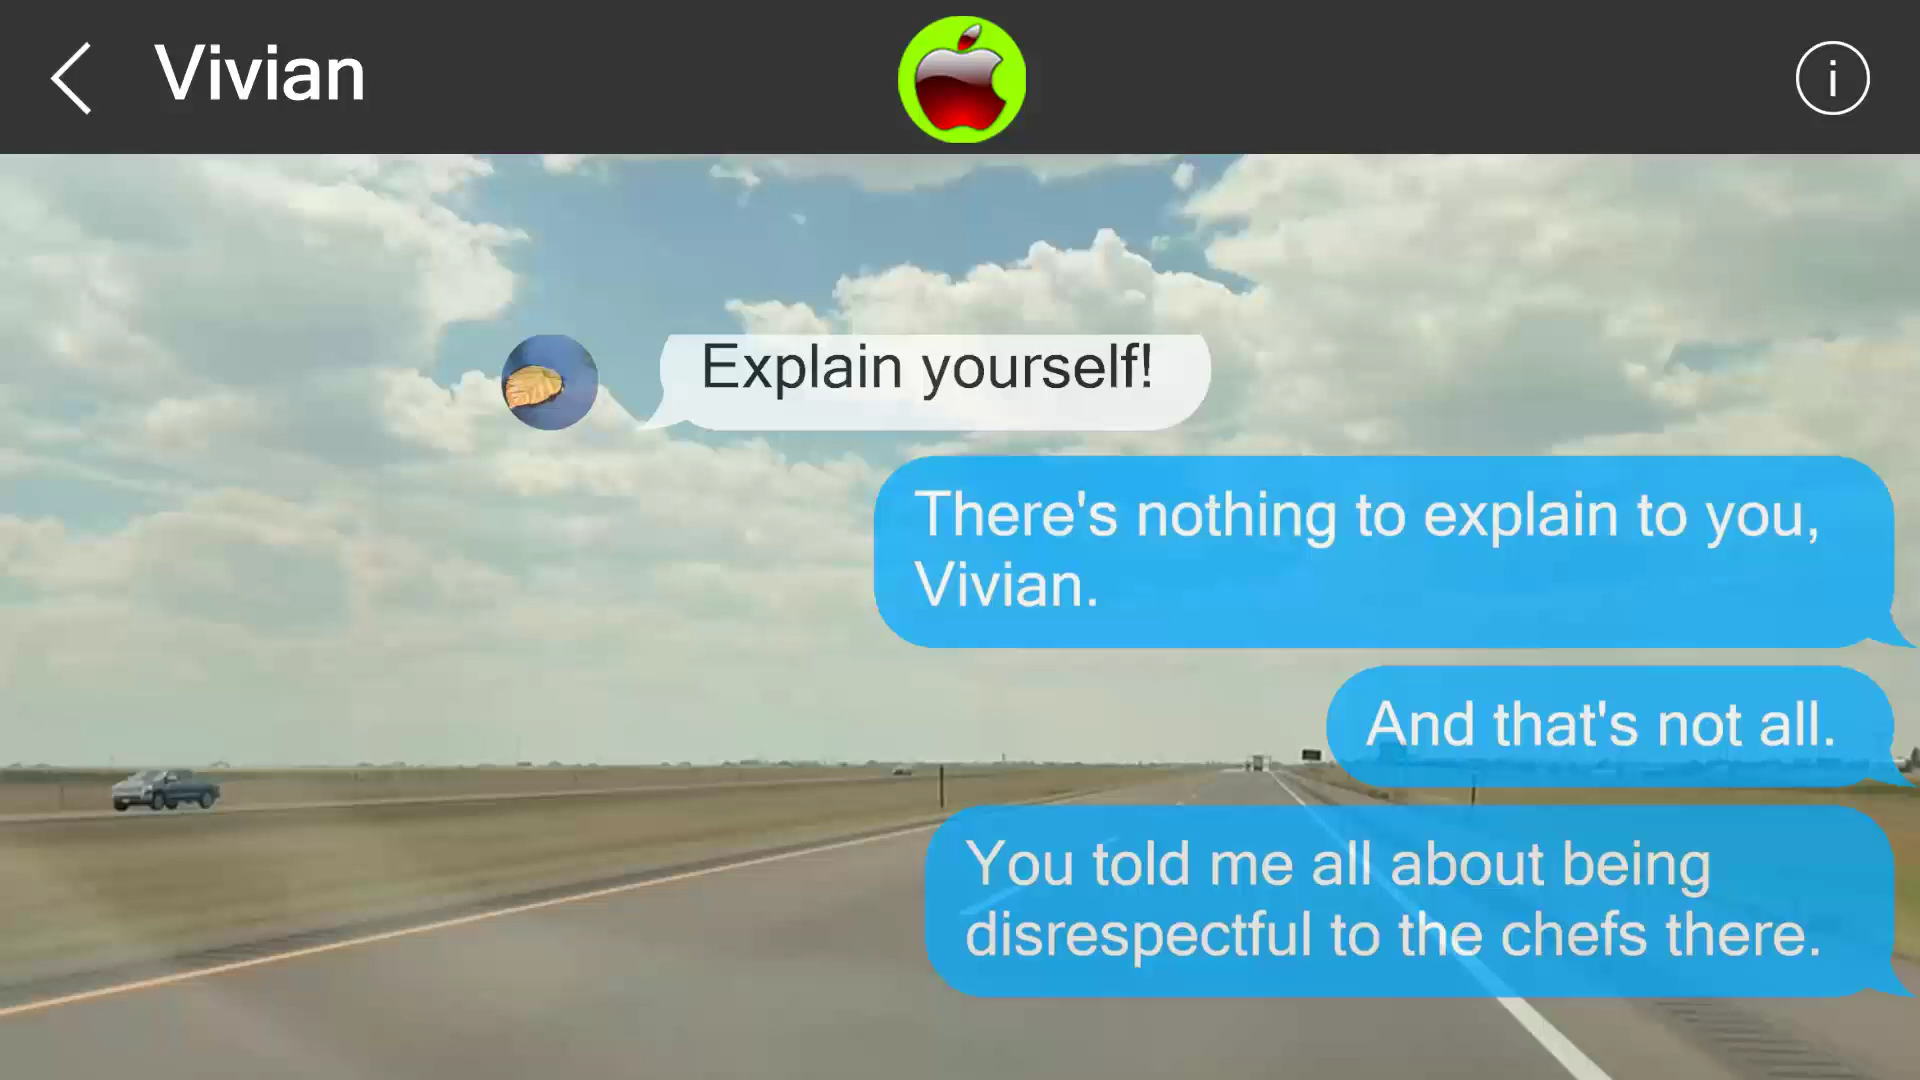 Vivian
i
Explain yourself!
There's nothing to explain to you,
Vivian.
And that's not all.
You told me all about being
disrespectful to the chefs there.